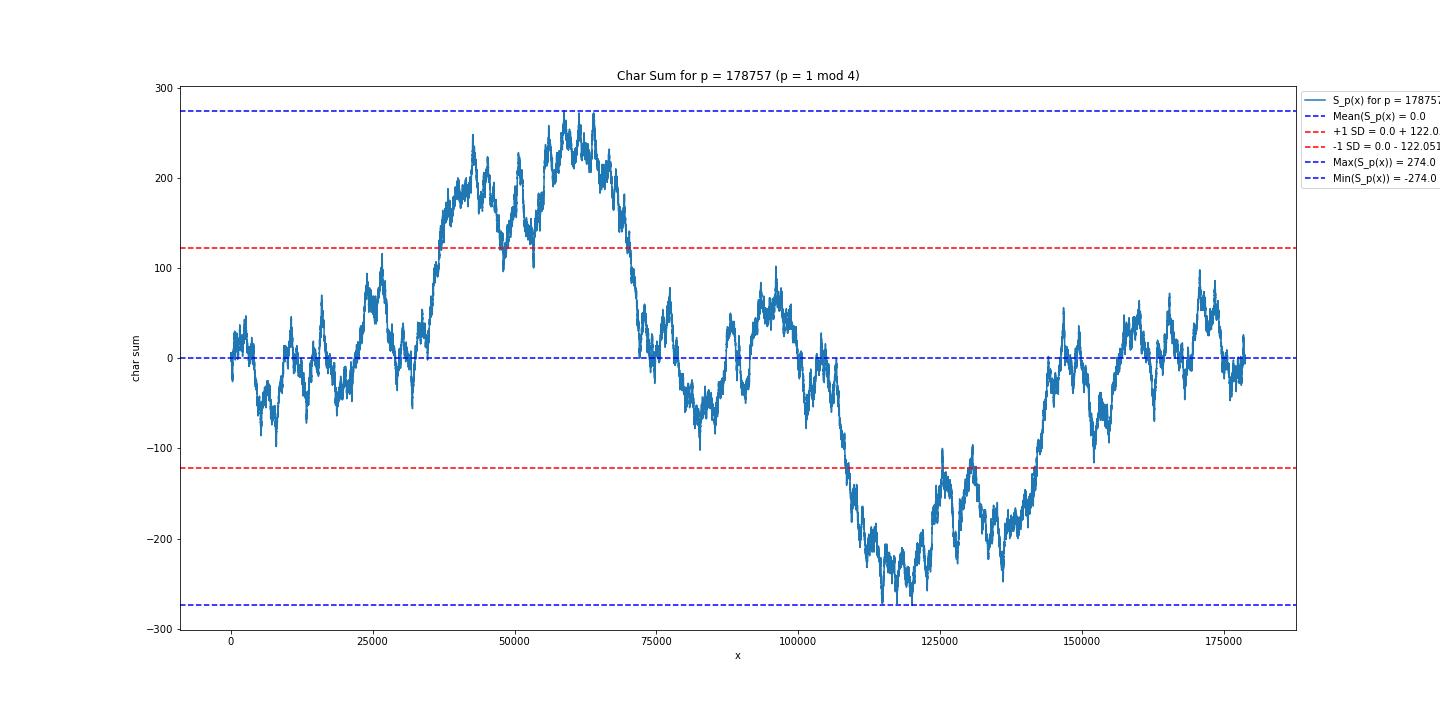 Char Sum for p = 178757 (p = 1 mod 4)
300
200
100
0
−100
−200
−300
char sum
0
25000
50000
75000
100000
125000
150000
175000
x
S_p(x) for p = 178757
Mean(S_p(x) = 0.0
+1 SD = 0.0 + 122.0
-1 SD = 0.0 - 122.051
Max(S_p(x)) = 274.0
Min(S_p(x)) = -274.0